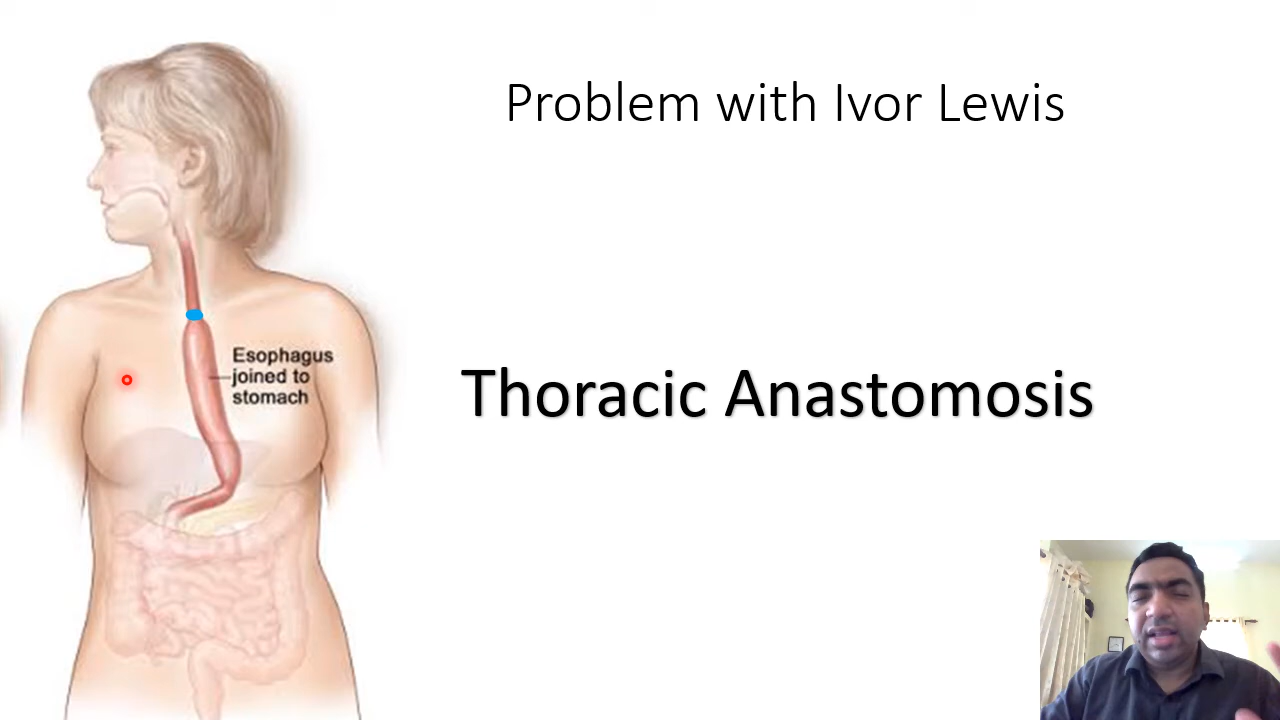 Problem with Ivor Lewis
Esophagus
joined to
stomach
Thoracic Anastomosis